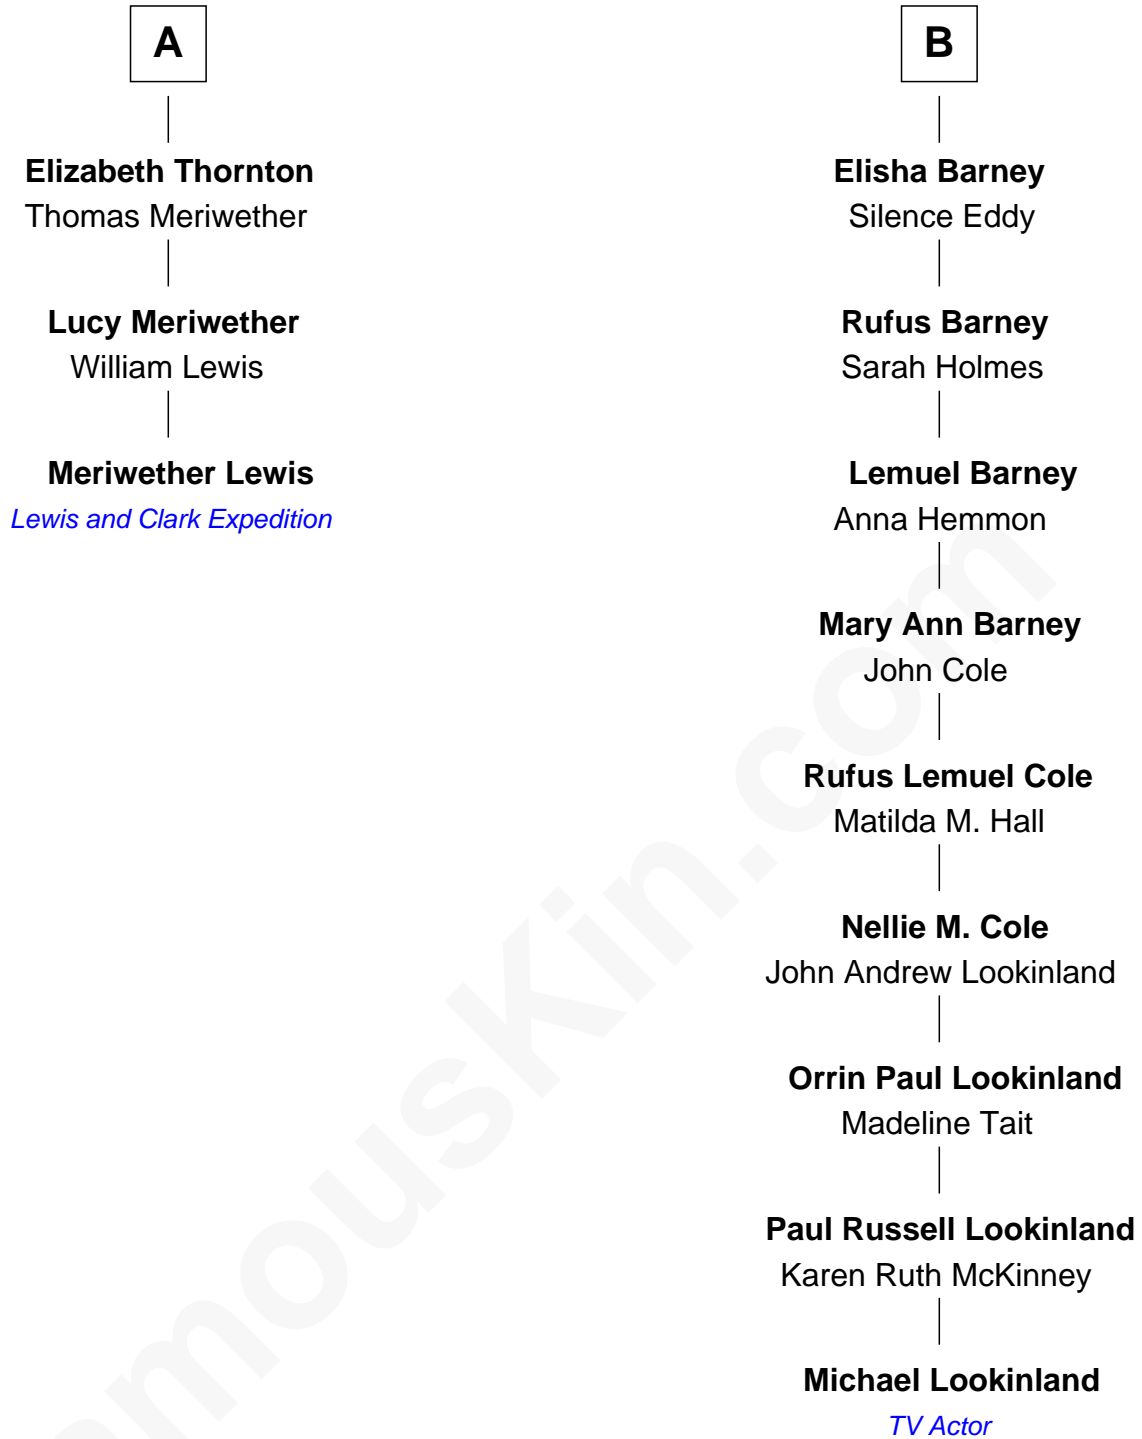 A
Elizabeth Thornton
Thomas Meriwether
Lucy Meriwether
William Lewis
Meriwether Lewis
Lewis and Clark Expedition
B
Elisha Barney
Silence Eddy
Rufus Barney
Sarah Holmes
Lemuel Barney
Anna Hemmon
Mary Ann Barney
John Cole
Rufus Lemuel Cole
Matilda M. Hall
Nellie M. Cole
John Andrew Lookinland
Orrin Paul Lookinland
Madeline Tait
Paul Russell Lookinland
Karen Ruth McKinney
Michael Lookinland
TV Actor
amouskin.com